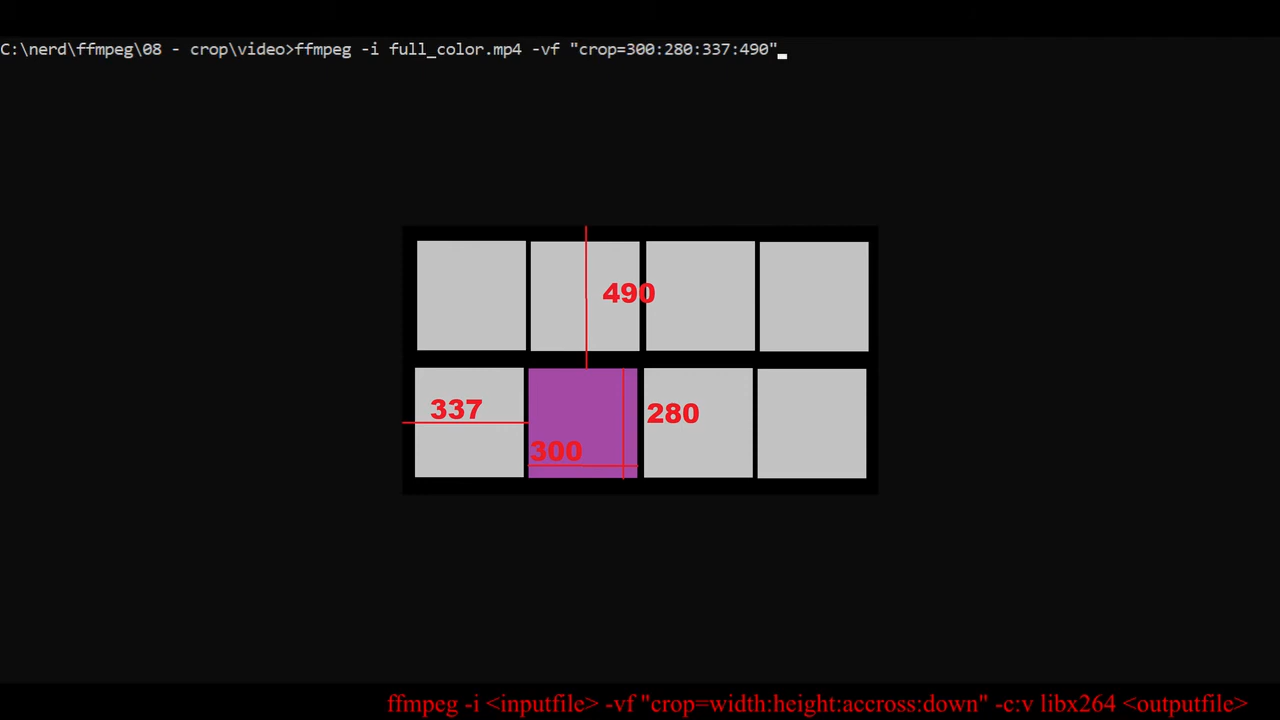 C:\nerd\ffmpeg\08 - crop\video>ffmpeg -i full_color.mp4 -vf "crop=300:280:337:490"
490
337
280
300
ffmpeg -i <inputfile> -vf "crop=width:height:accross:down" -c:v libx264 <outputfile>